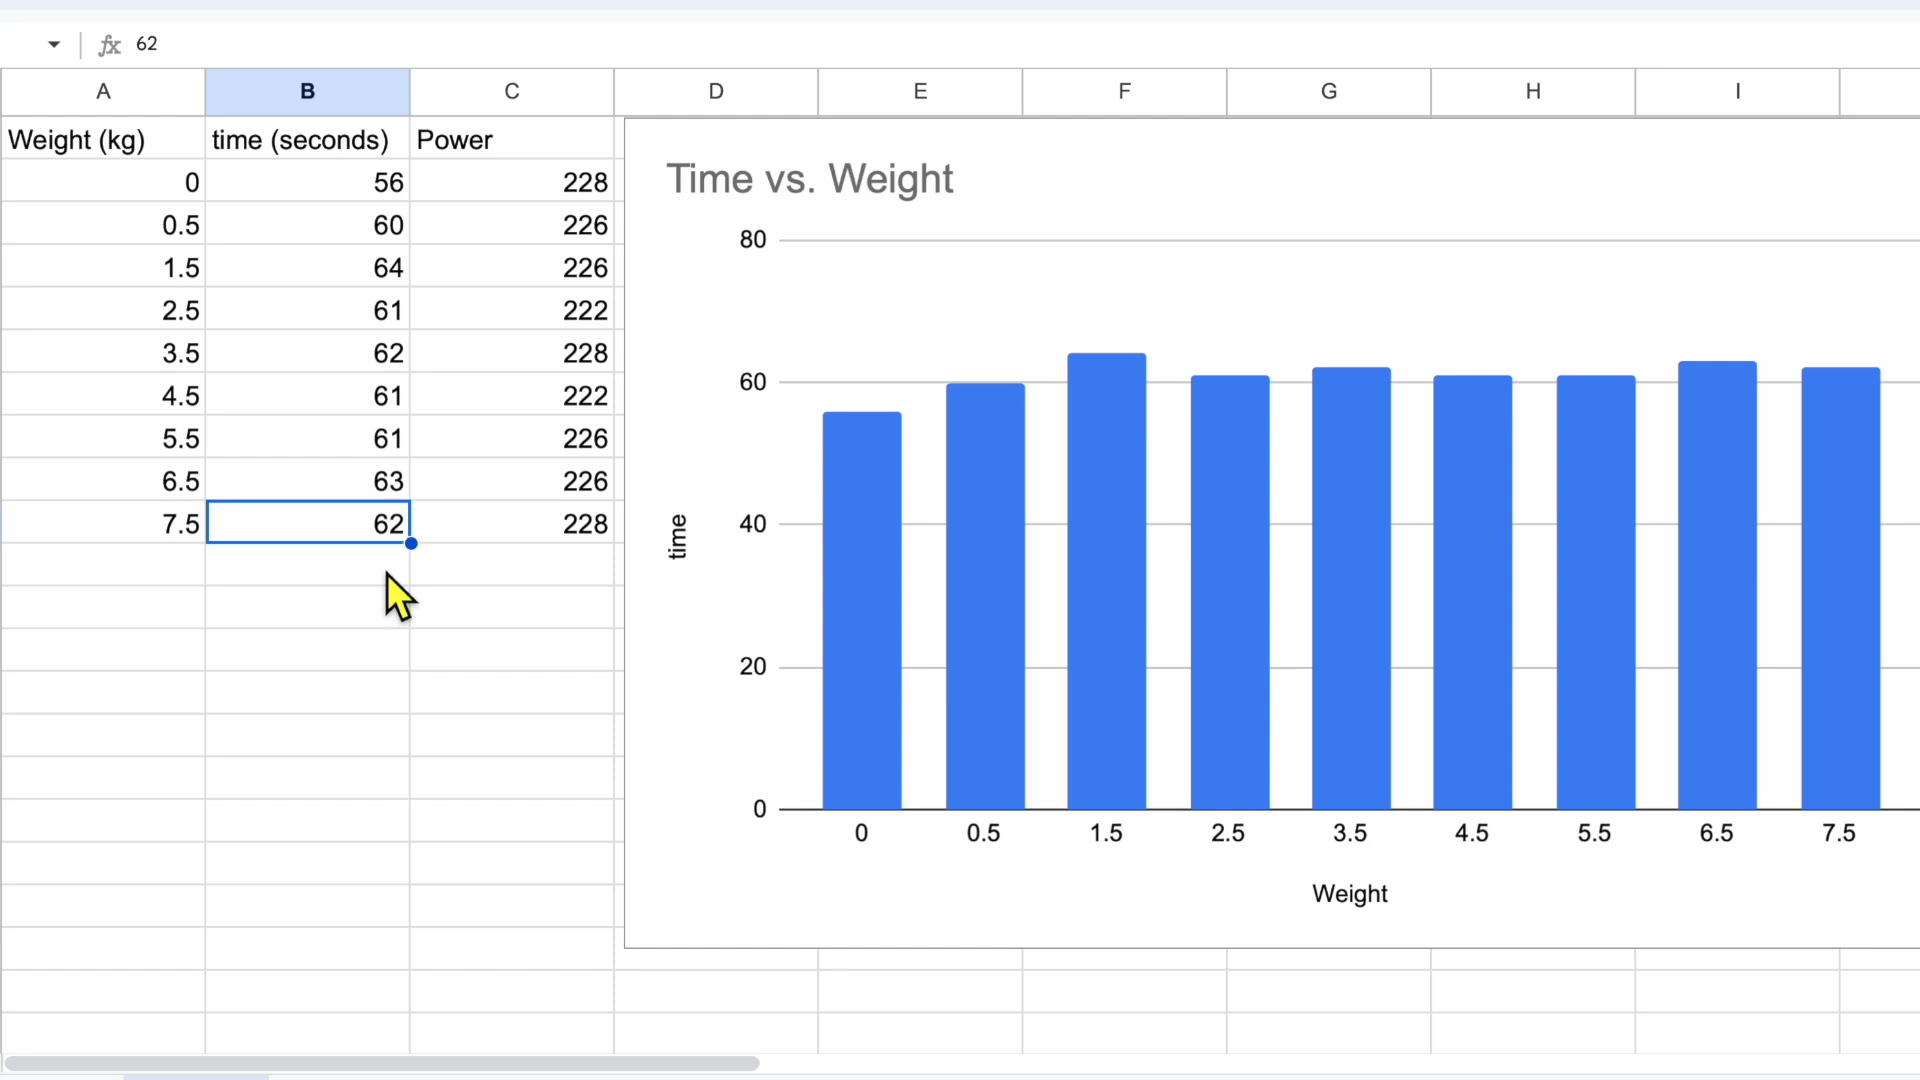 fx 62
A B C D E F G H I
Weight (kg) time (seconds) Power
0 56 228
0.5 60 226
1.5 64 226
2.5 61 222
3.5 62 228
4.5 61 222
5.5 61 226
6.5 63 226
7.5 62 228
Time vs. Weight
80
60
40
20
0
time
0 0.5 1.5 2.5 3.5 4.5 5.5 6.5 7.5
Weight